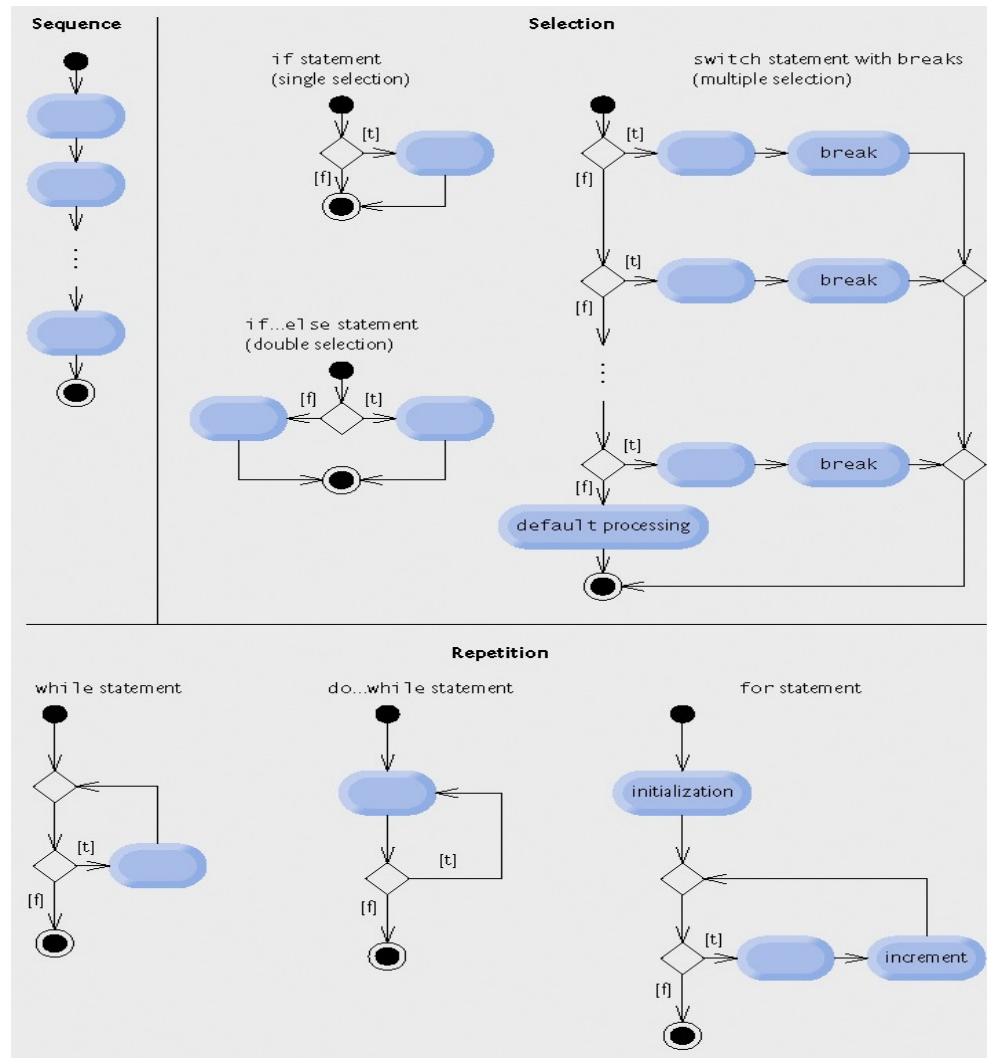 Sequence
Selection
if statement
(single selection)
[t]
[f]
if...else statement
(double selection)
[f]
[t]
switch statement with breaks
(multiple selection)
[t]
break
[f]
[t]
break
[f]
⋮
[t]
break
[f]
default processing
⋮
Repetition
while statement
[t]
[f]
do...while statement
[t]
[f]
for statement
initialization
[t]
increment
[f]